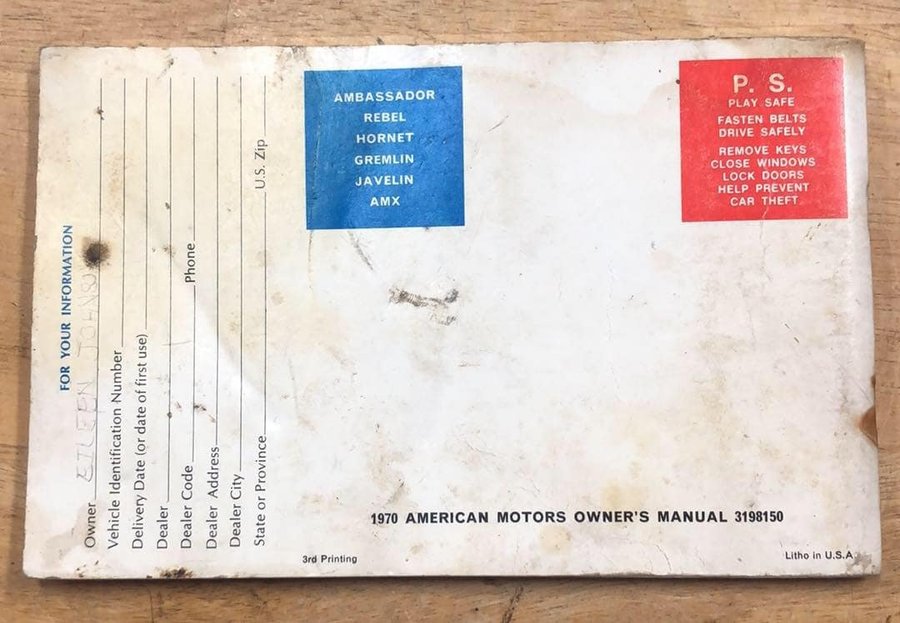 FOR YOUR INFORMATION
Owner EILEEN
Vehicle Identification Number
Delivery Date (or date of first use)
Dealer
Dealer Code Phone
Dealer Address
Dealer City
State or Province U.S. Zip
AMBASSADOR
REBEL
HORNET
GREMLIN
JAVELIN
AMX
P. S.
PLAY SAFE
FASTEN BELTS
DRIVE SAFELY
REMOVE KEYS
CLOSE WINDOWS
LOCK DOORS
HELP PREVENT
CAR THEFT
1970 AMERICAN MOTORS OWNER'S MANUAL 3198150
3rd Printing
Litho in U.S.A.